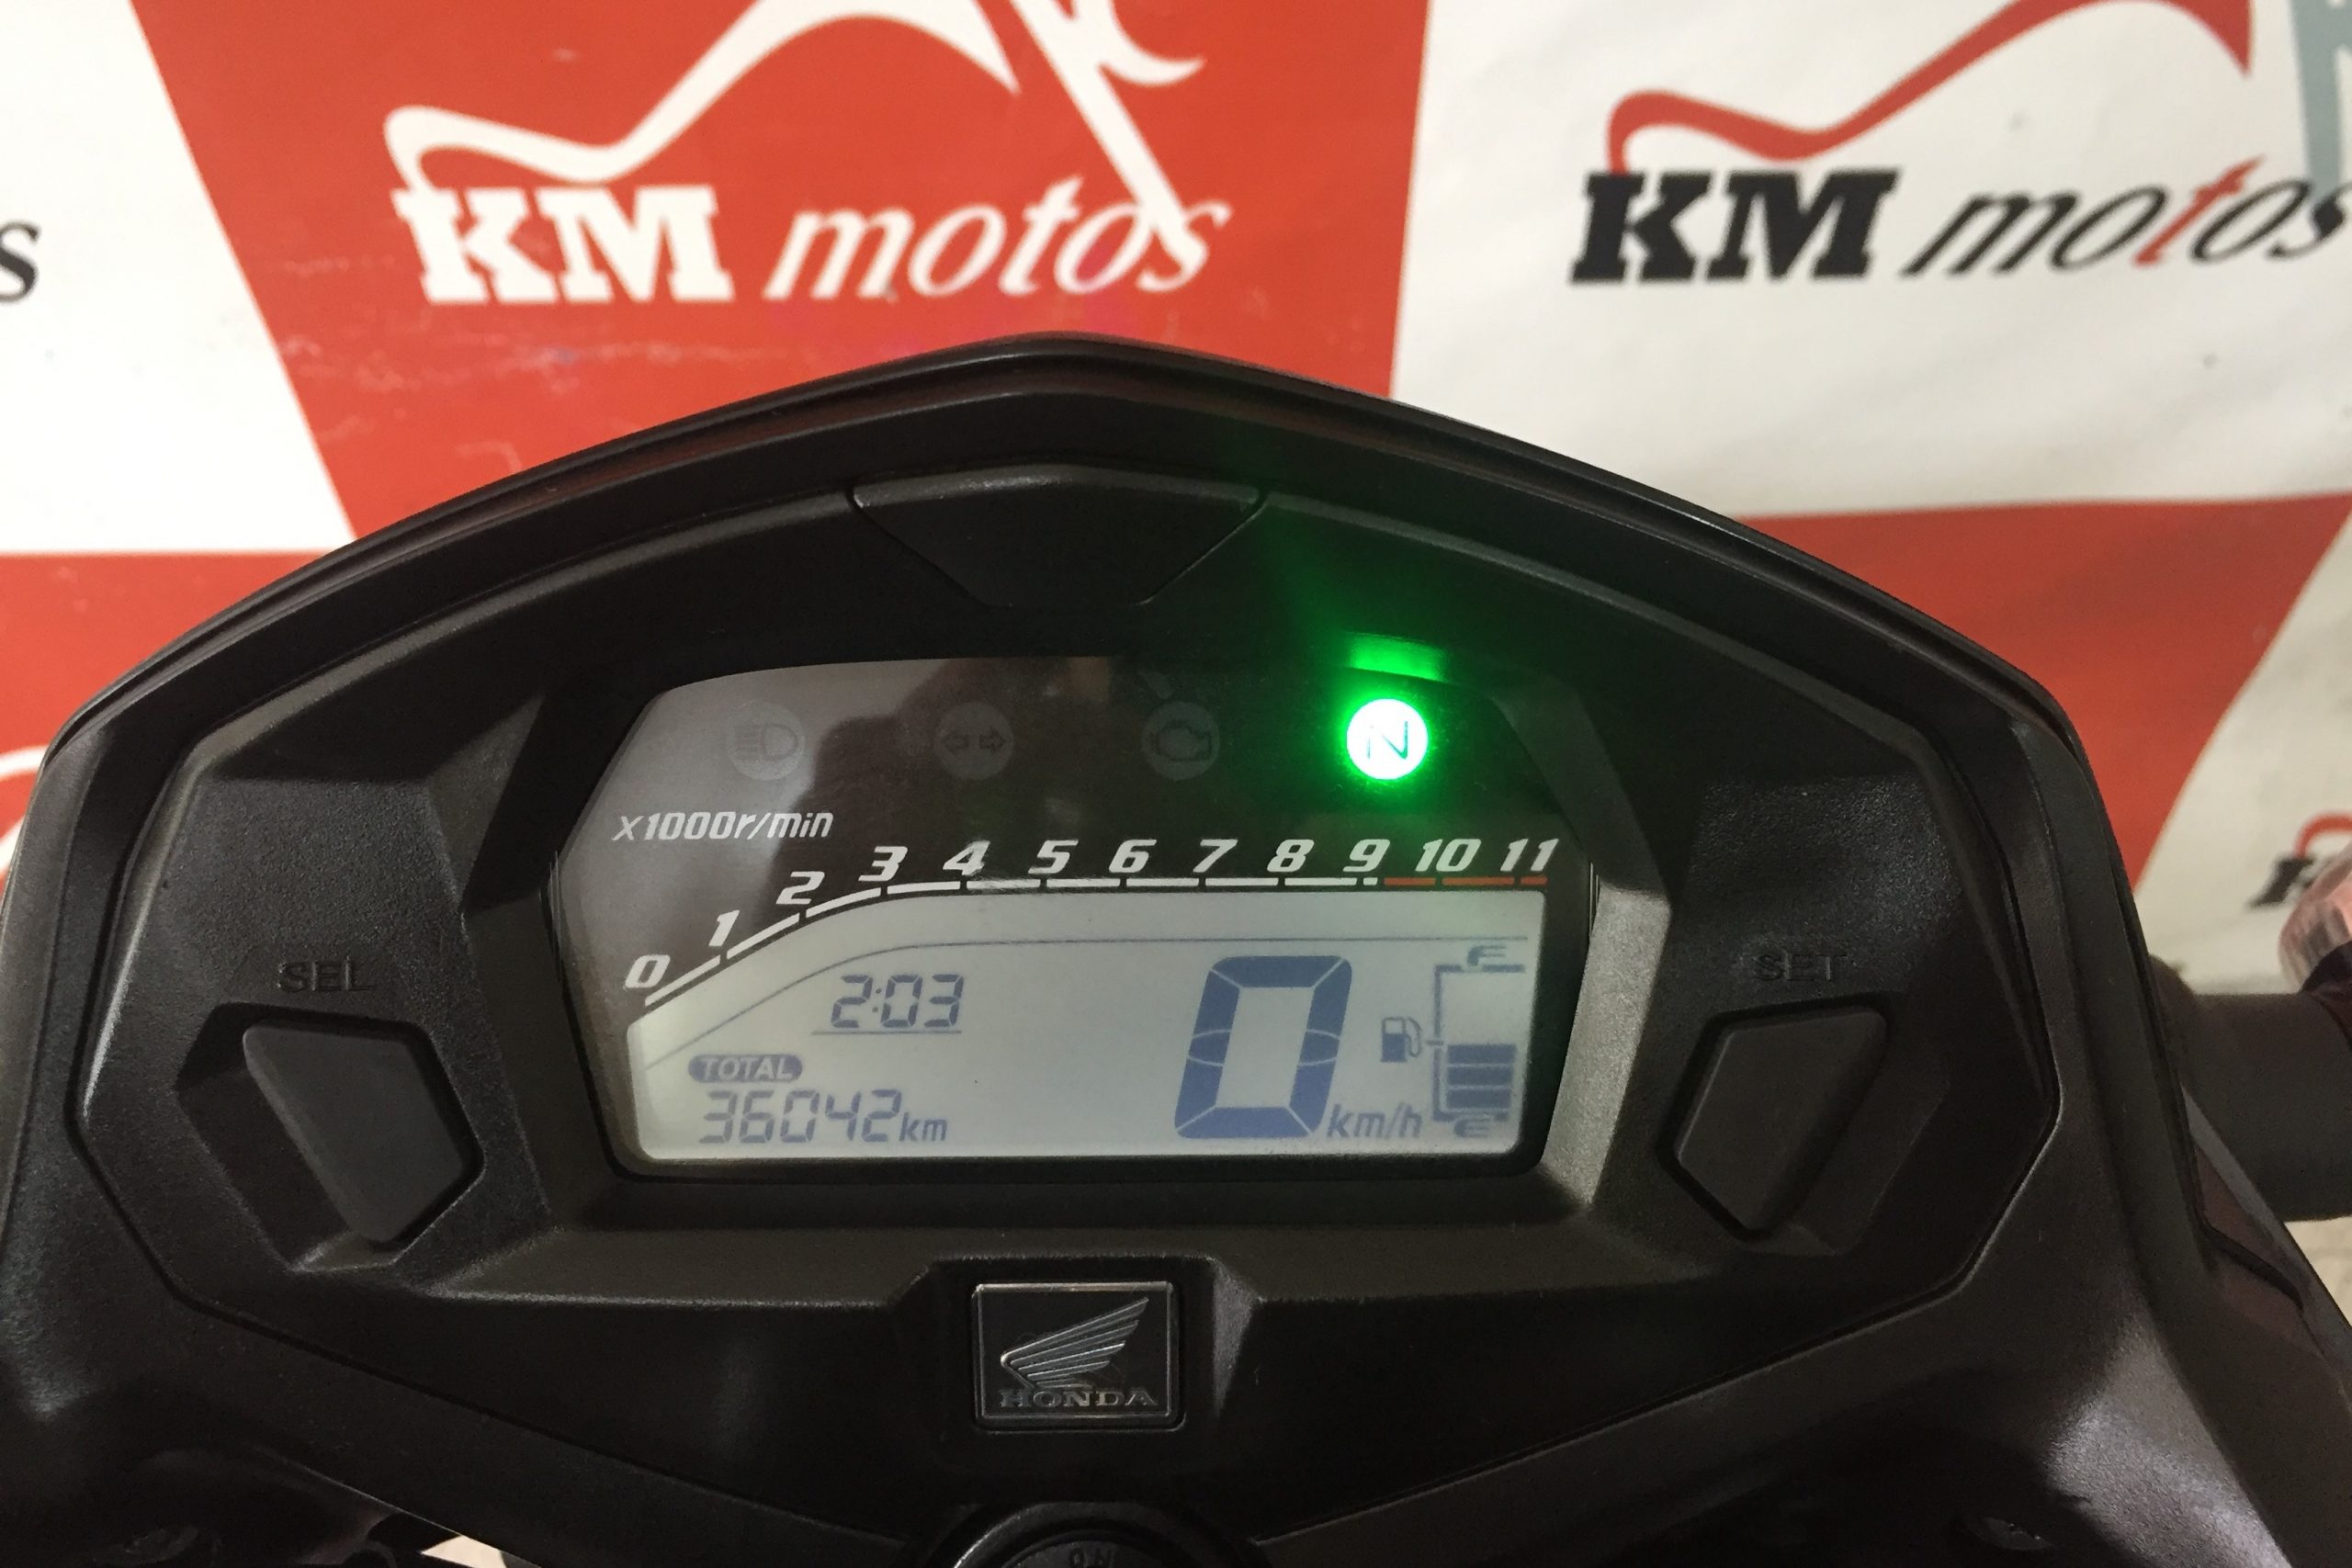 KM motos
KM motos
s
N
x1000r/min
0 1 2 3 4 5 6 7 8 9 10 11
SEL
SET
2:03
F
TOTAL
36042km
0 km/h
E
HONDA
ON